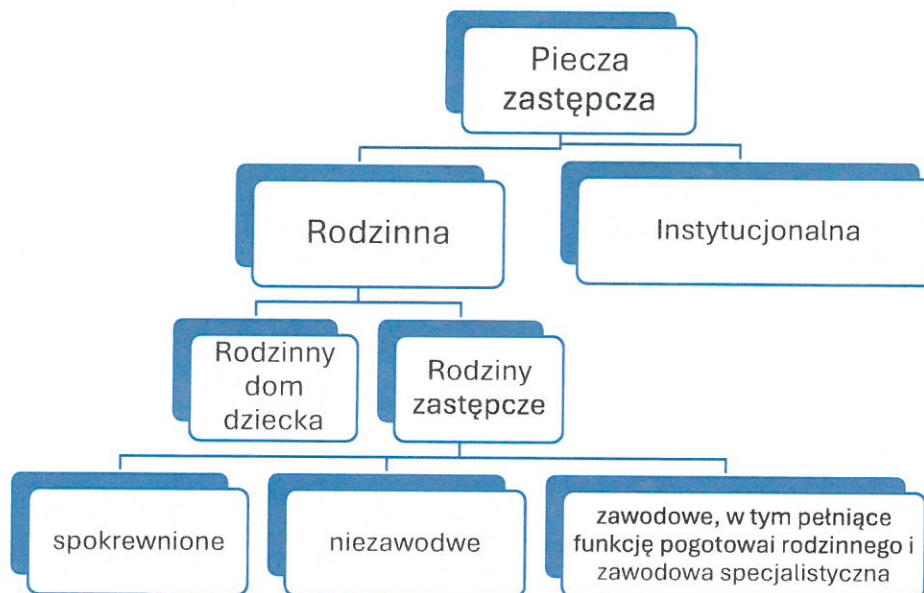 Piecza
zastępcza
Rodzinna
Instytucjonalna
Rodzinny
dom
dziecka
Rodziny
zastępcze
spokrewnione
niezawodwe
zawodowe, w tym pełniące
funkcję pogotowai rodzinnego i
zawodowa specjalistyczna